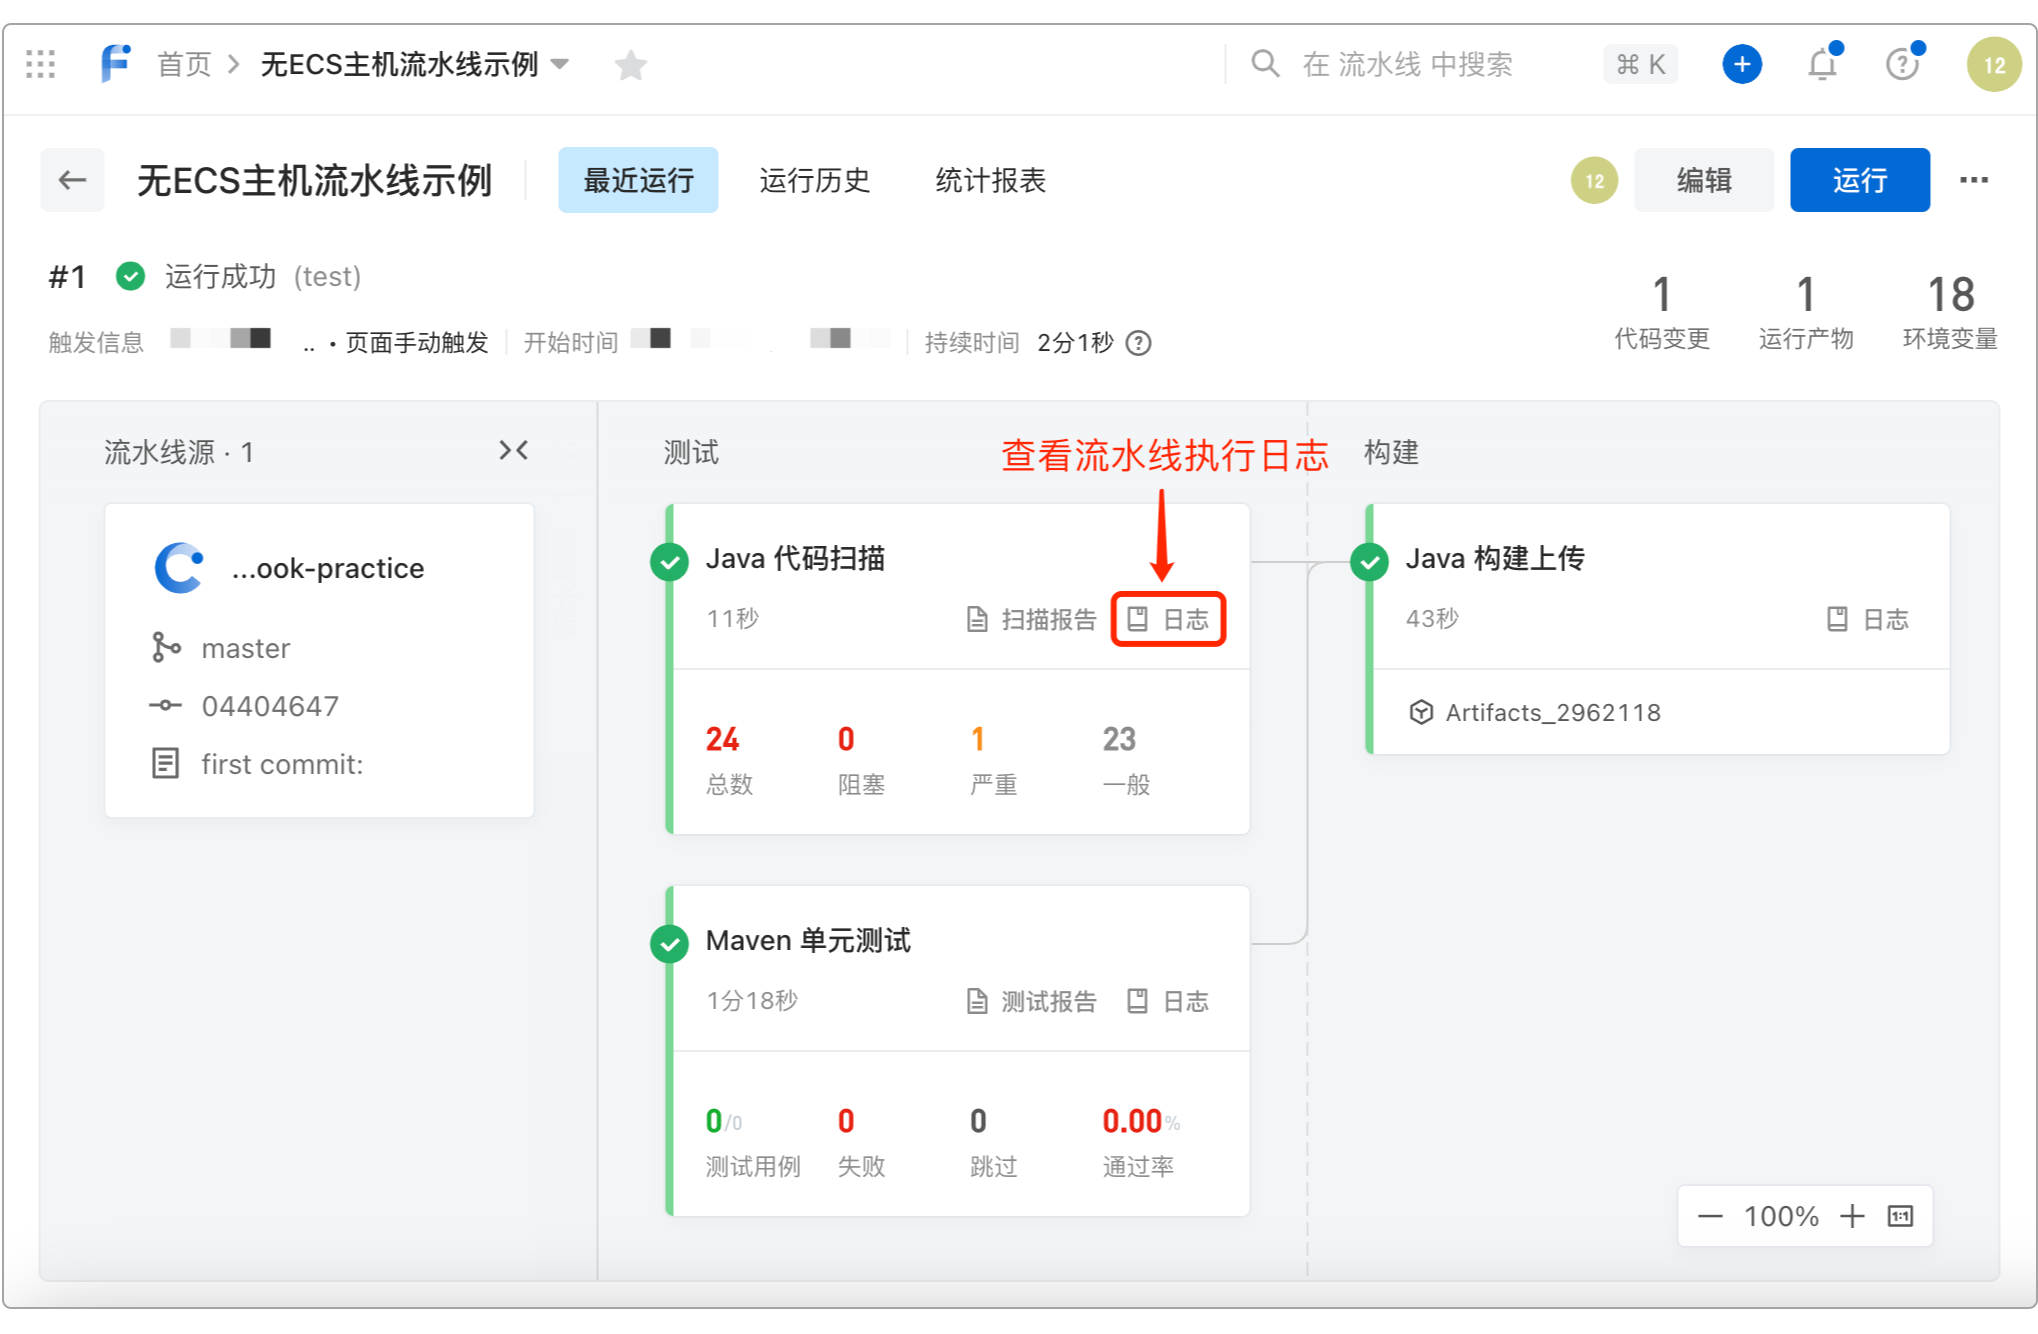 首页 > 无ECS主机流水线示例
在 流水线 中搜索 ⌘ K 12
无ECS主机流水线示例 最近运行 运行历史 统计报表 12 编辑 运行
#1 运行成功 (test)
触发信息 .. • 页面手动触发 开始时间 持续时间 2分1秒
1 代码变更
1 运行产物
18 环境变量
流水线源 · 1
...ook-practice
master
04404647
first commit:
测试
查看流水线执行日志
Java 代码扫描
11秒 扫描报告 日志
24 0 1 23
总数 阻塞 严重 一般
Maven 单元测试
1分18秒 测试报告 日志
0/0 0 0 0.00%
测试用例 失败 跳过 通过率
构建
Java 构建上传
43秒 日志
Artifacts_2962118
100% 1:1